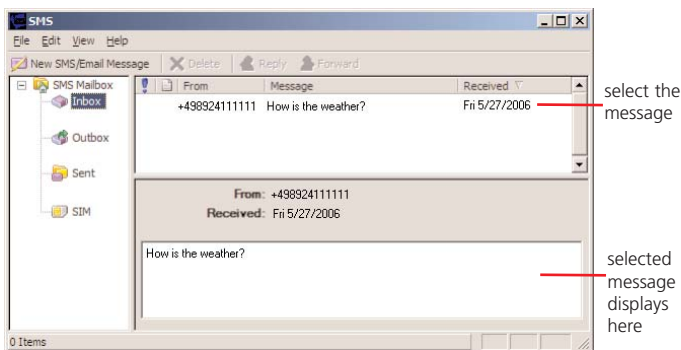 SMS
File Edit View Help
New SMS/Email Message Delete Reply Forward
SMS Mailbox
Inbox
Outbox
Sent
SIM
From Message Received
+498924111111 How is the weather? Fri 5/27/2006
From: +498924111111
Received: Fri 5/27/2006
How is the weather?
0 Items
select the
message
selected
message
displays
here